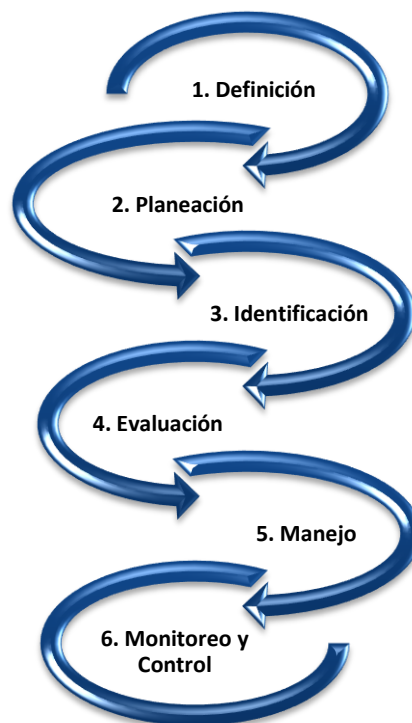 1. Definición
2. Planeación
3. Identificación
4. Evaluación
5. Manejo
6. Monitoreo y
Control